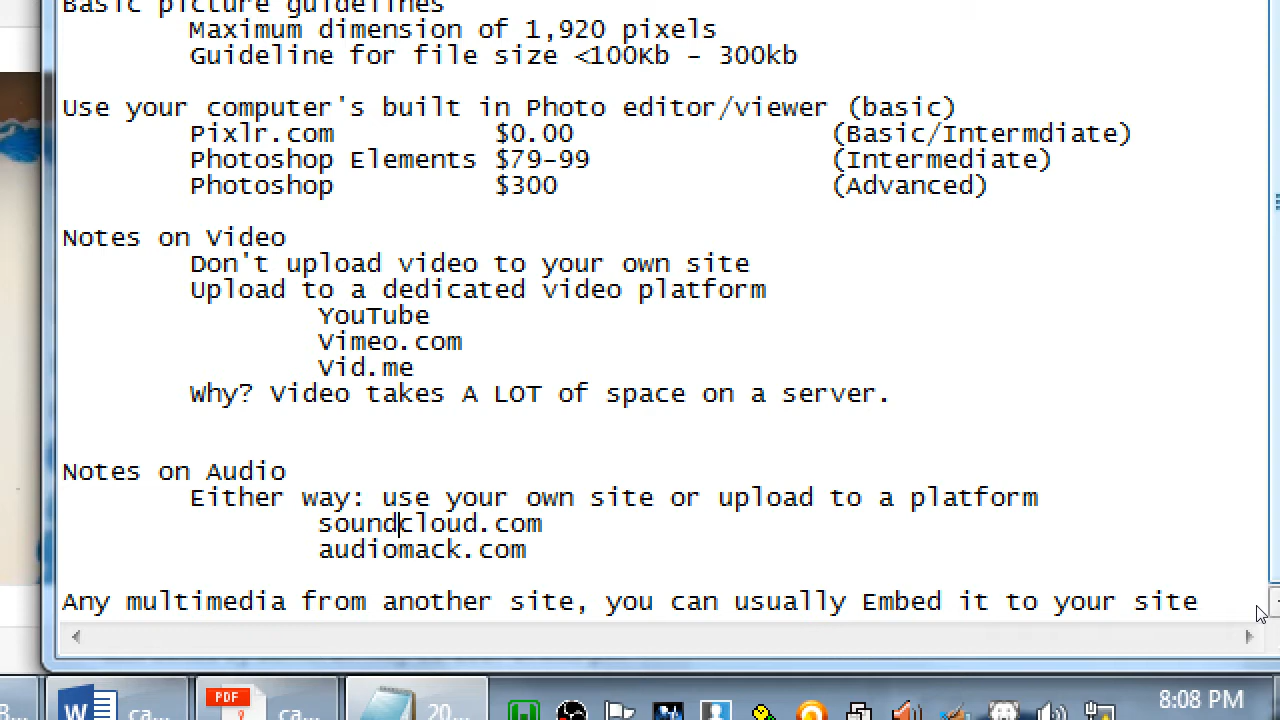 Basic picture guidelines
Maximum dimension of 1,920 pixels
Guideline for file size <100Kb - 300kb
Use your computer's built in Photo editor/viewer (basic)
Pixlr.com $0.00 (Basic/Intermdiate)
Photoshop Elements $79-99 (Intermediate)
Photoshop $300 (Advanced)
Notes on Video
Don't upload video to your own site
Upload to a dedicated video platform
YouTube
Vimeo.com
Vid.me
Why? Video takes A LOT of space on a server.
Notes on Audio
Either way: use your own site or upload to a platform
soundcloud.com
audiomack.com
Any multimedia from another site, you can usually Embed it to your site
B... W ca... PDF ca... 20... 8:08 PM